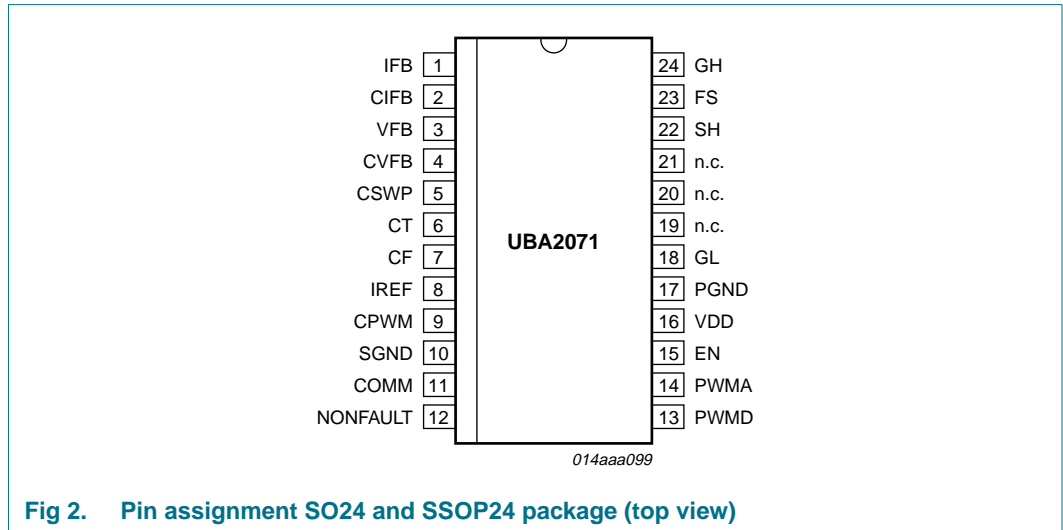 IFB 1
CIFB 2
VFB 3
CVFB 4
CSWP 5
CT 6
CF 7
IREF 8
CPWM 9
SGND 10
COMM 11
NONFAULT 12
UBA2071
24 GH
23 FS
22 SH
21 n.c.
20 n.c.
19 n.c.
18 GL
17 PGND
16 VDD
15 EN
14 PWMA
13 PWMD
014aaa099
Fig 2. Pin assignment SO24 and SSOP24 package (top view)